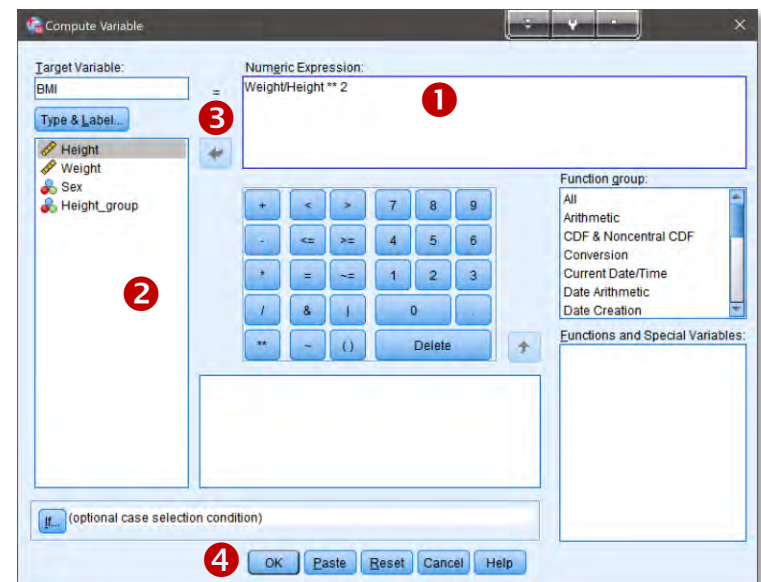 Compute Variable
Target Variable:
BMI
=
Type & Label...
Height
Weight
Sex
Height_group
2
3
Numeric Expression:
Weight/Height ** 2
1
+ < > 7 8 9
- <= >= 4 5 6
* = ~= 1 2 3
/ & | 0 .
** ~ () Delete
Function group:
All
Arithmetic
CDF & Noncentral CDF
Conversion
Current Date/Time
Date Arithmetic
Date Creation
Functions and Special Variables:
If... (optional case selection condition)
4 OK Paste Reset Cancel Help